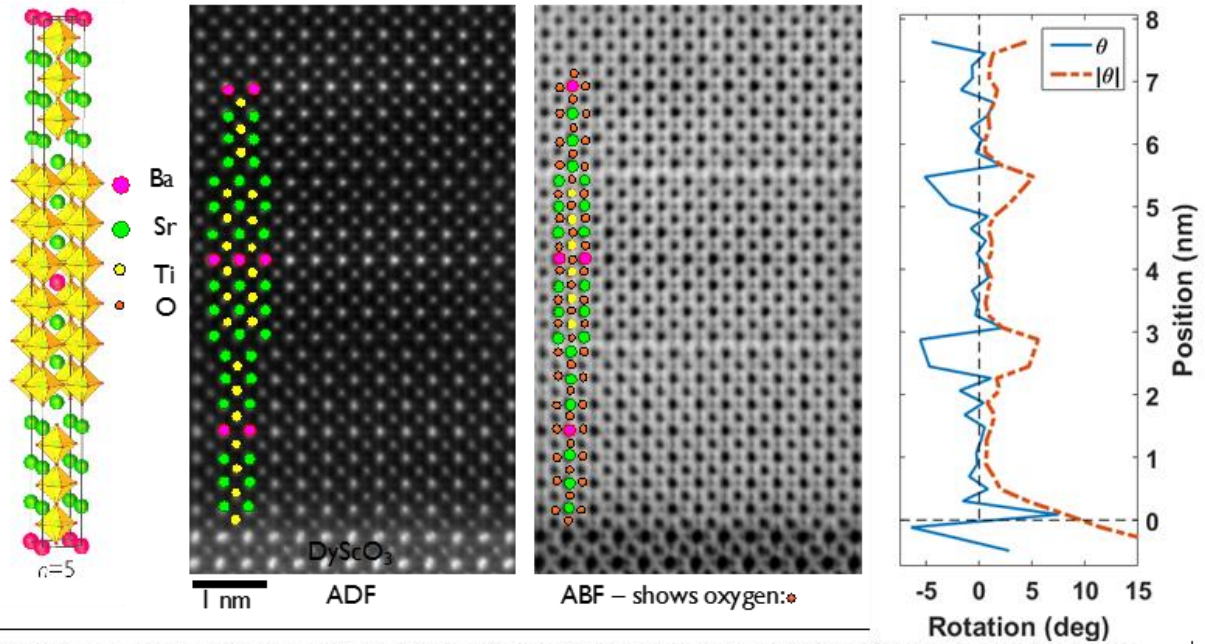 Ba
Sr
Ti
O
n=5
DyScO₃
1 nm
ADF
ABF – shows oxygen:
θ
|θ|
8
7
6
5
4
3
2
1
0
Position (nm)
-5 0 5 10 15
Rotation (deg)